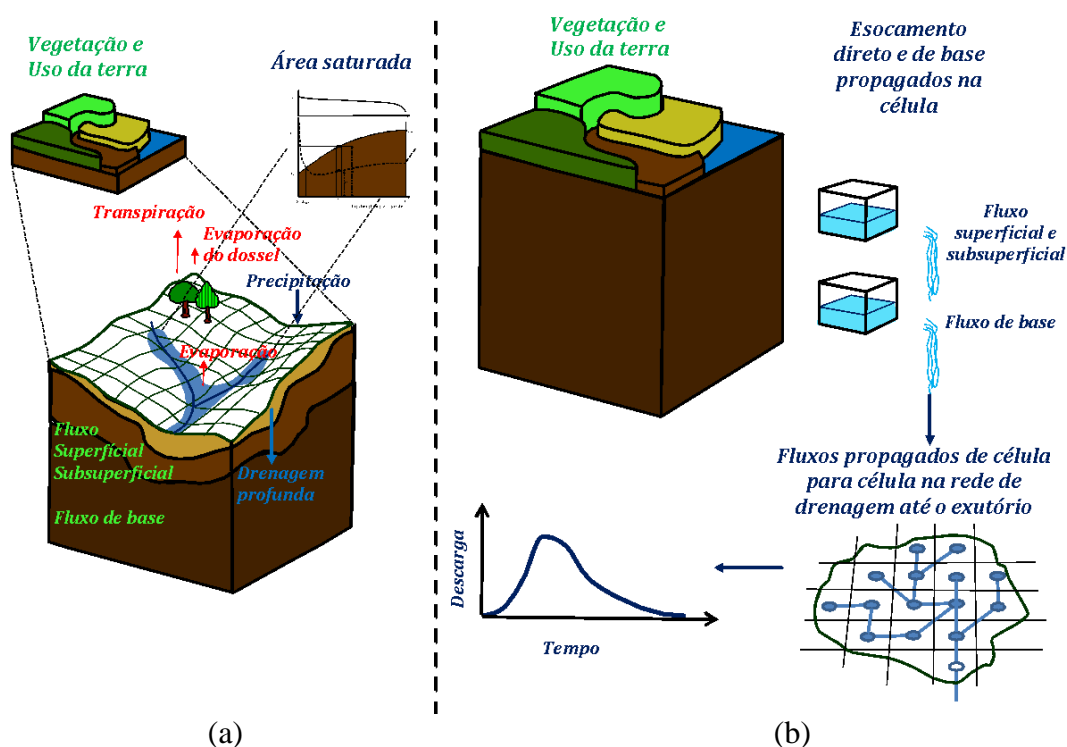 Vegetação e
Uso da terra
Área saturada
Transpiração
Evaporação
do dossel
Precipitação
Evaporação
Fluxo
Superfícial
Subsuperficial
Drenagem
profunda
Fluxo de base
(a)
Vegetação e
Uso da terra
Esocamento
direto e de base
propagados na
célula
Fluxo
superficial e
subsuperficial
Fluxo de base
Fluxos propagados de célula
para célula na rede de
drenagem até o exutório
Descarga
Tempo
(b)